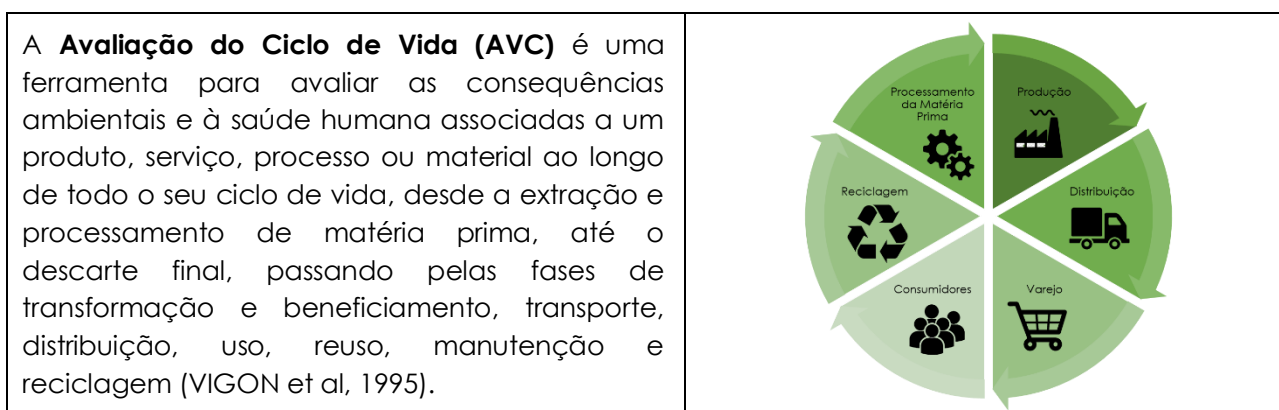 A Avaliação do Ciclo de Vida (AVC) é uma
ferramenta para avaliar as consequências
ambientais e à saúde humana associadas a um
produto, serviço, processo ou material ao longo
de todo o seu ciclo de vida, desde a extração e
processamento de matéria prima, até o
descarte final, passando pelas fases de
transformação e beneficiamento, transporte,
distribuição, uso, reuso, manutenção e
reciclagem (VIGON et al, 1995).
Processamento
da Matéria
Prima
Produção
Distribuição
Varejo
Consumidores
Reciclagem